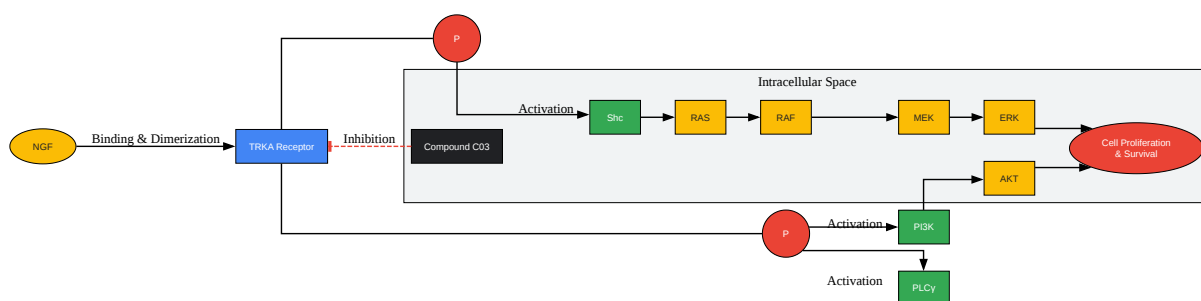 P
Intracellular Space
Activation
Shc
RAS
RAF
MEK
ERK
NGF
Binding & Dimerization
TRKA Receptor
Inhibition
Compound C03
Cell Proliferation
& Survival
AKT
P
Activation
PI3K
Activation
PLCγ